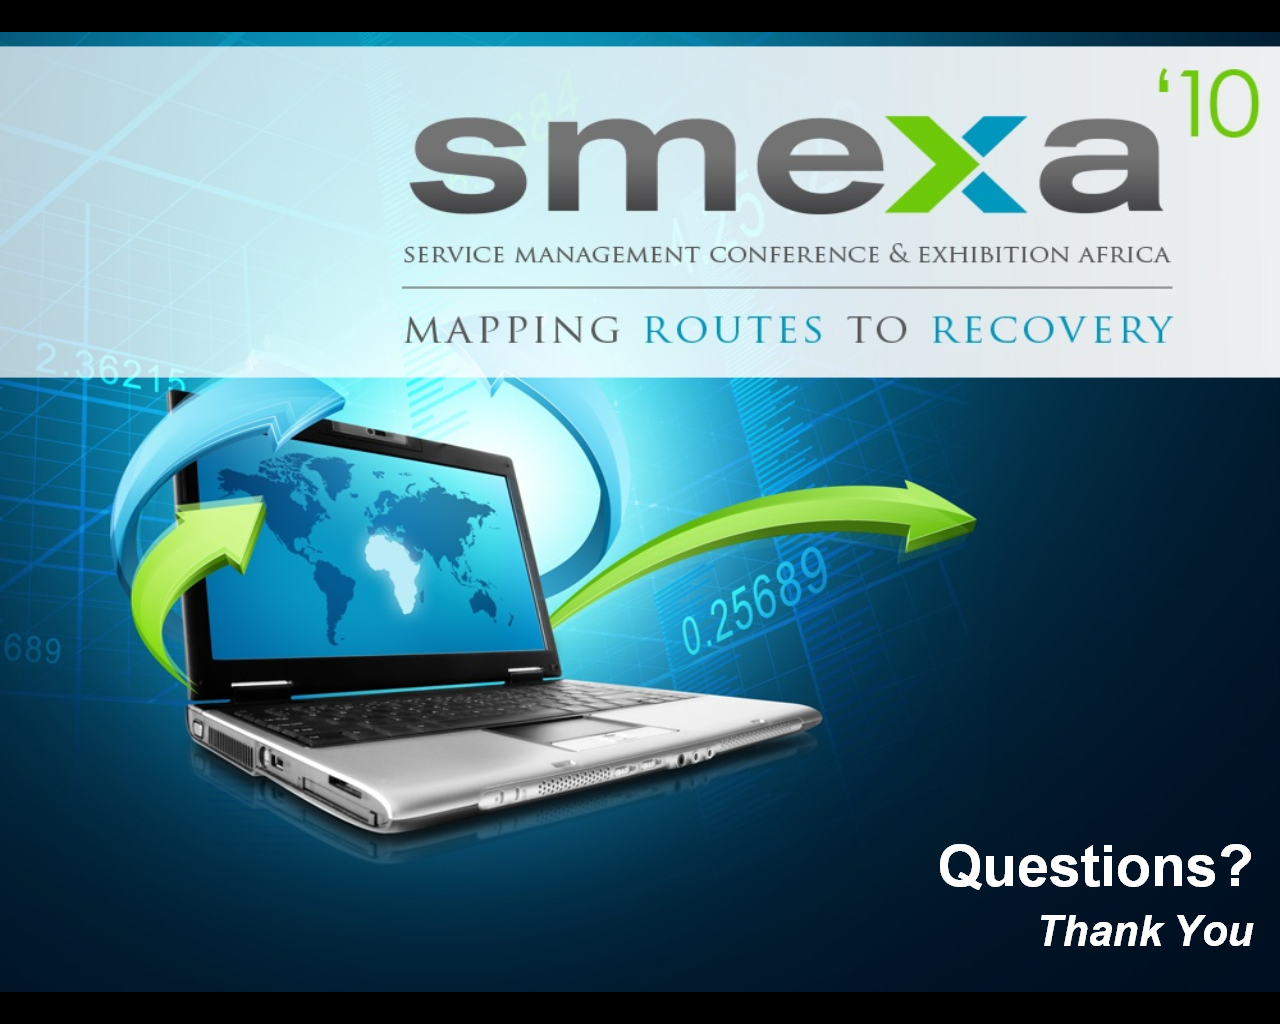 smexa '10
SERVICE MANAGEMENT CONFERENCE & EXHIBITION AFRICA
MAPPING ROUTES TO RECOVERY
2.36215
0.25689
689
Questions?
Thank You